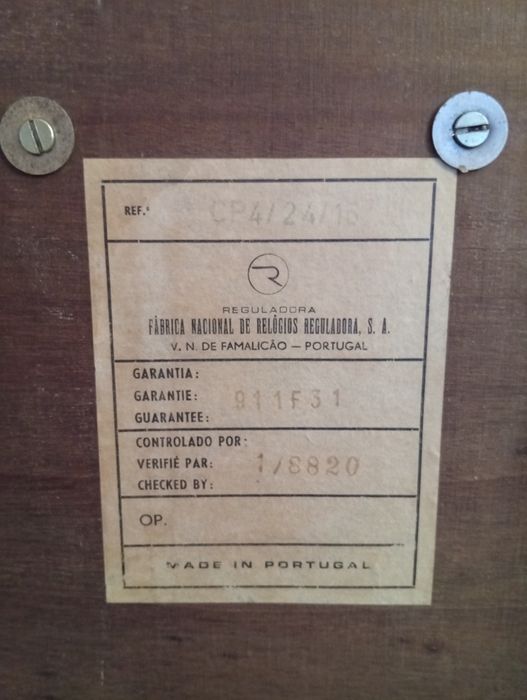 REF.ª CP4/24/16
R
REGULADORA
FÁBRICA NACIONAL DE RELÓGIOS REGULADORA, S. A.
V. N. DE FAMALICÃO — PORTUGAL
GARANTIA:
GARANTIE: 911F31
GUARANTEE:
CONTROLADO POR:
VERIFIÉ PAR: 1/8820
CHECKED BY:
OP.
MADE IN PORTUGAL